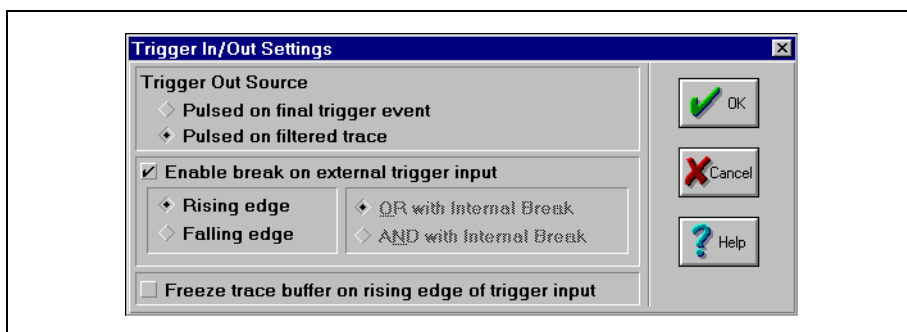 Trigger In/Out Settings
Trigger Out Source
Pulsed on final trigger event
Pulsed on filtered trace
Enable break on external trigger input
Rising edge
Falling edge
OR with Internal Break
AND with Internal Break
Freeze trace buffer on rising edge of trigger input
OK
Cancel
Help